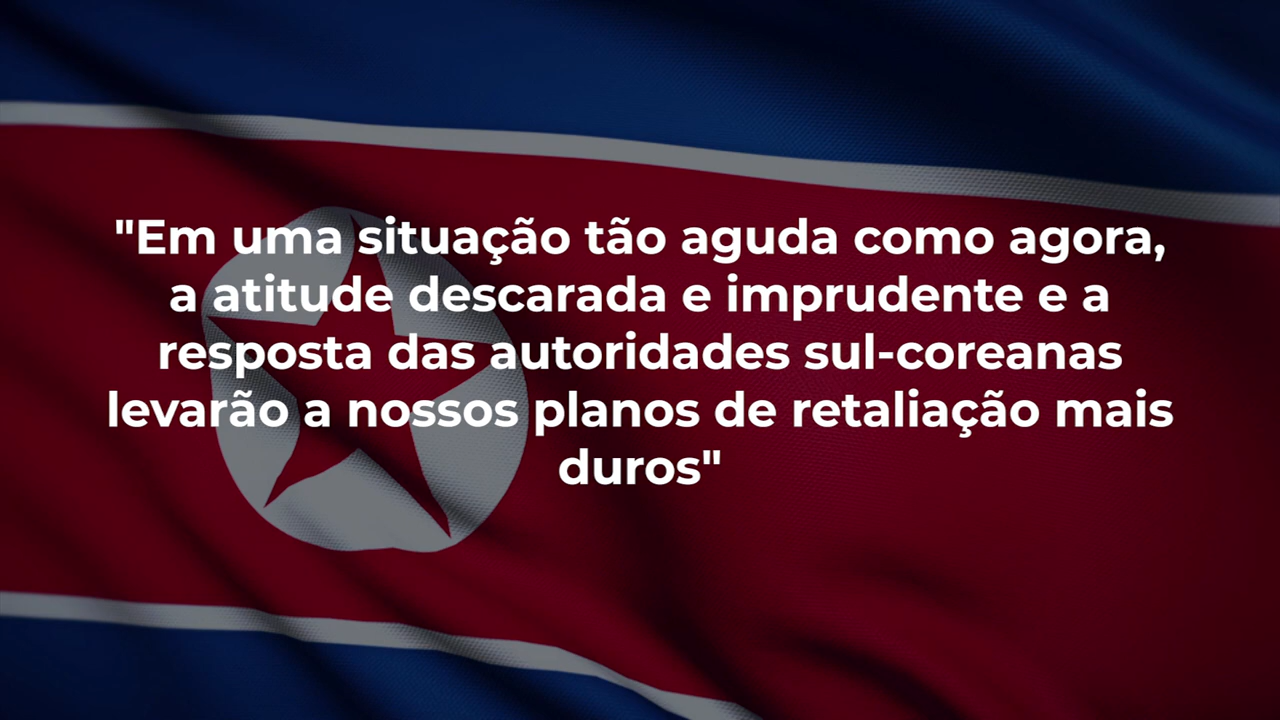 "Em uma situação tão aguda como agora,
a atitude descarada e imprudente e a
resposta das autoridades sul-coreanas
levarão a nossos planos de retaliação mais
duros"